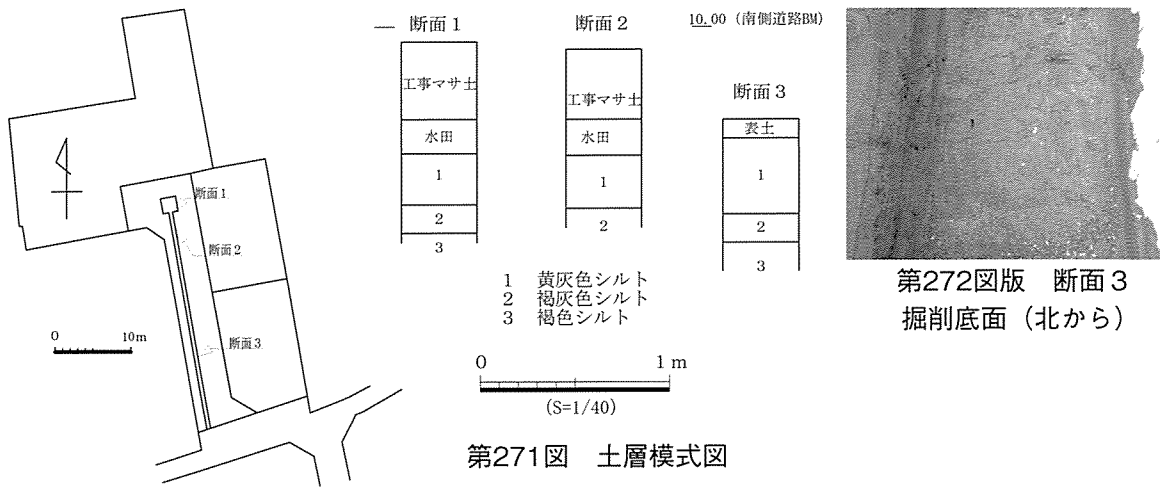 断面1
工事マサ土
水田
1
2
3
断面2
工事マサ土
水田
1
2
10.00 (南側道路BM)
断面3
表土
1
2
3
断面1
断面2
断面3
0 10m
1 黄灰色シルト
2 褐灰色シルト
3 褐色シルト
0 1 m
(S=1/40)
第271図 土層模式図
第272図版 断面3
掘削底面（北から）